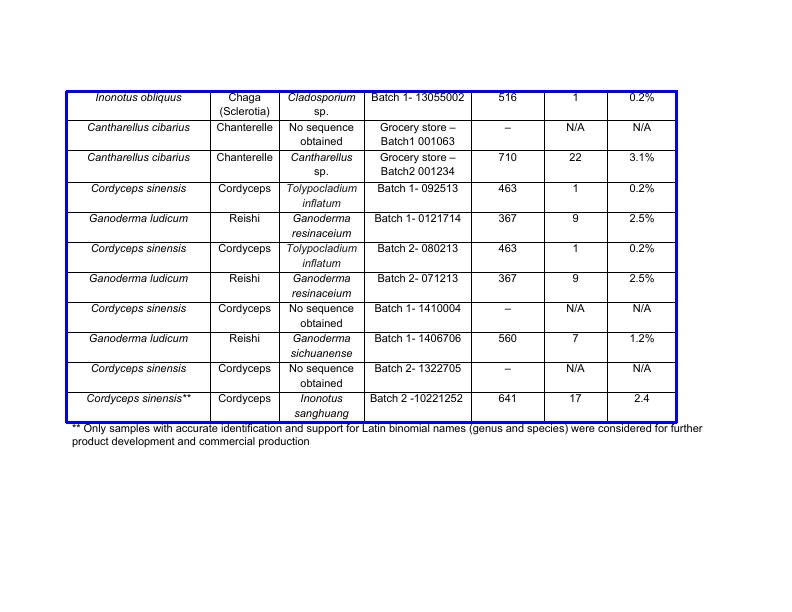 Inonotus obliquus Chaga Cladosporium Batch 1- 13055002 516 1 0.2%
(Sclerotia) sp.
Cantharellus cibarius Chanterelle No sequence Grocery store – – N/A N/A
obtained Batch1 001063
Cantharellus cibarius Chanterelle Cantharellus Grocery store – 710 22 3.1%
sp. Batch2 001234
Cordyceps sinensis Cordyceps Tolypocladium Batch 1- 092513 463 1 0.2%
inflatum
Ganoderma ludicum Reishi Ganoderma Batch 1- 0121714 367 9 2.5%
resinaceium
Cordyceps sinensis Cordyceps Tolypocladium Batch 2- 080213 463 1 0.2%
inflatum
Ganoderma ludicum Reishi Ganoderma Batch 2- 071213 367 9 2.5%
resinaceium
Cordyceps sinensis Cordyceps No sequence Batch 1- 1410004 – N/A N/A
obtained
Ganoderma ludicum Reishi Ganoderma Batch 1- 1406706 560 7 1.2%
sichuanense
Cordyceps sinensis Cordyceps No sequence Batch 2- 1322705 – N/A N/A
obtained
Cordyceps sinensis** Cordyceps Inonotus Batch 2 -10221252 641 17 2.4
sanghuang
** Only samples with accurate identification and support for Latin binomial names (genus and species) were considered for further
product development and commercial production